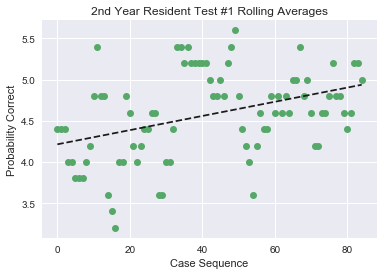 2nd Year Resident Test #1 Rolling Averages
Probability Correct
5.5
5.0
4.5
4.0
3.5
0 20 40 60 80
Case Sequence